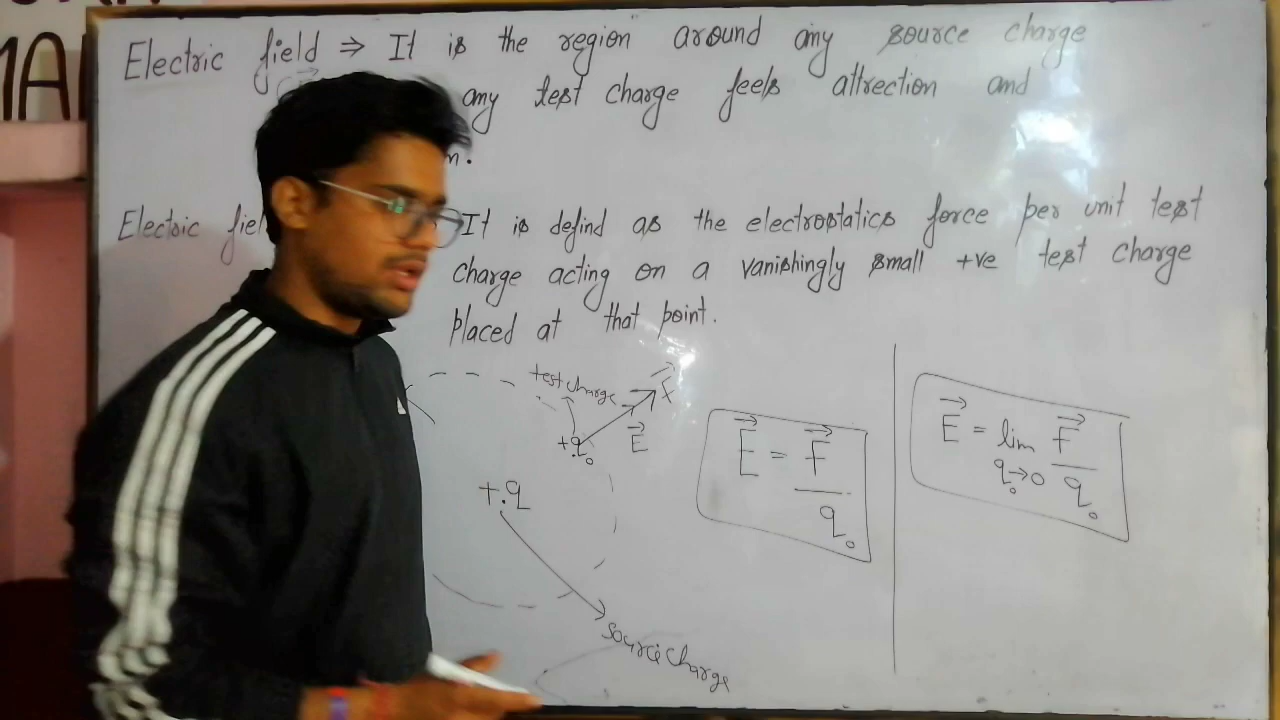 MA
Electric field ⇒ It is the region" around any source charge
any test charge feels attrection and
n.
Electric fiel It is defind as the electrostatics force per unit test
charge acting on a vanishingly small +ve test charge
placed at that point.
test charge
F⃗
+q₀
E⃗
+q
source charge
E⃗ = F⃗ / q₀
E⃗ = lim q₀→0 F⃗ / q₀